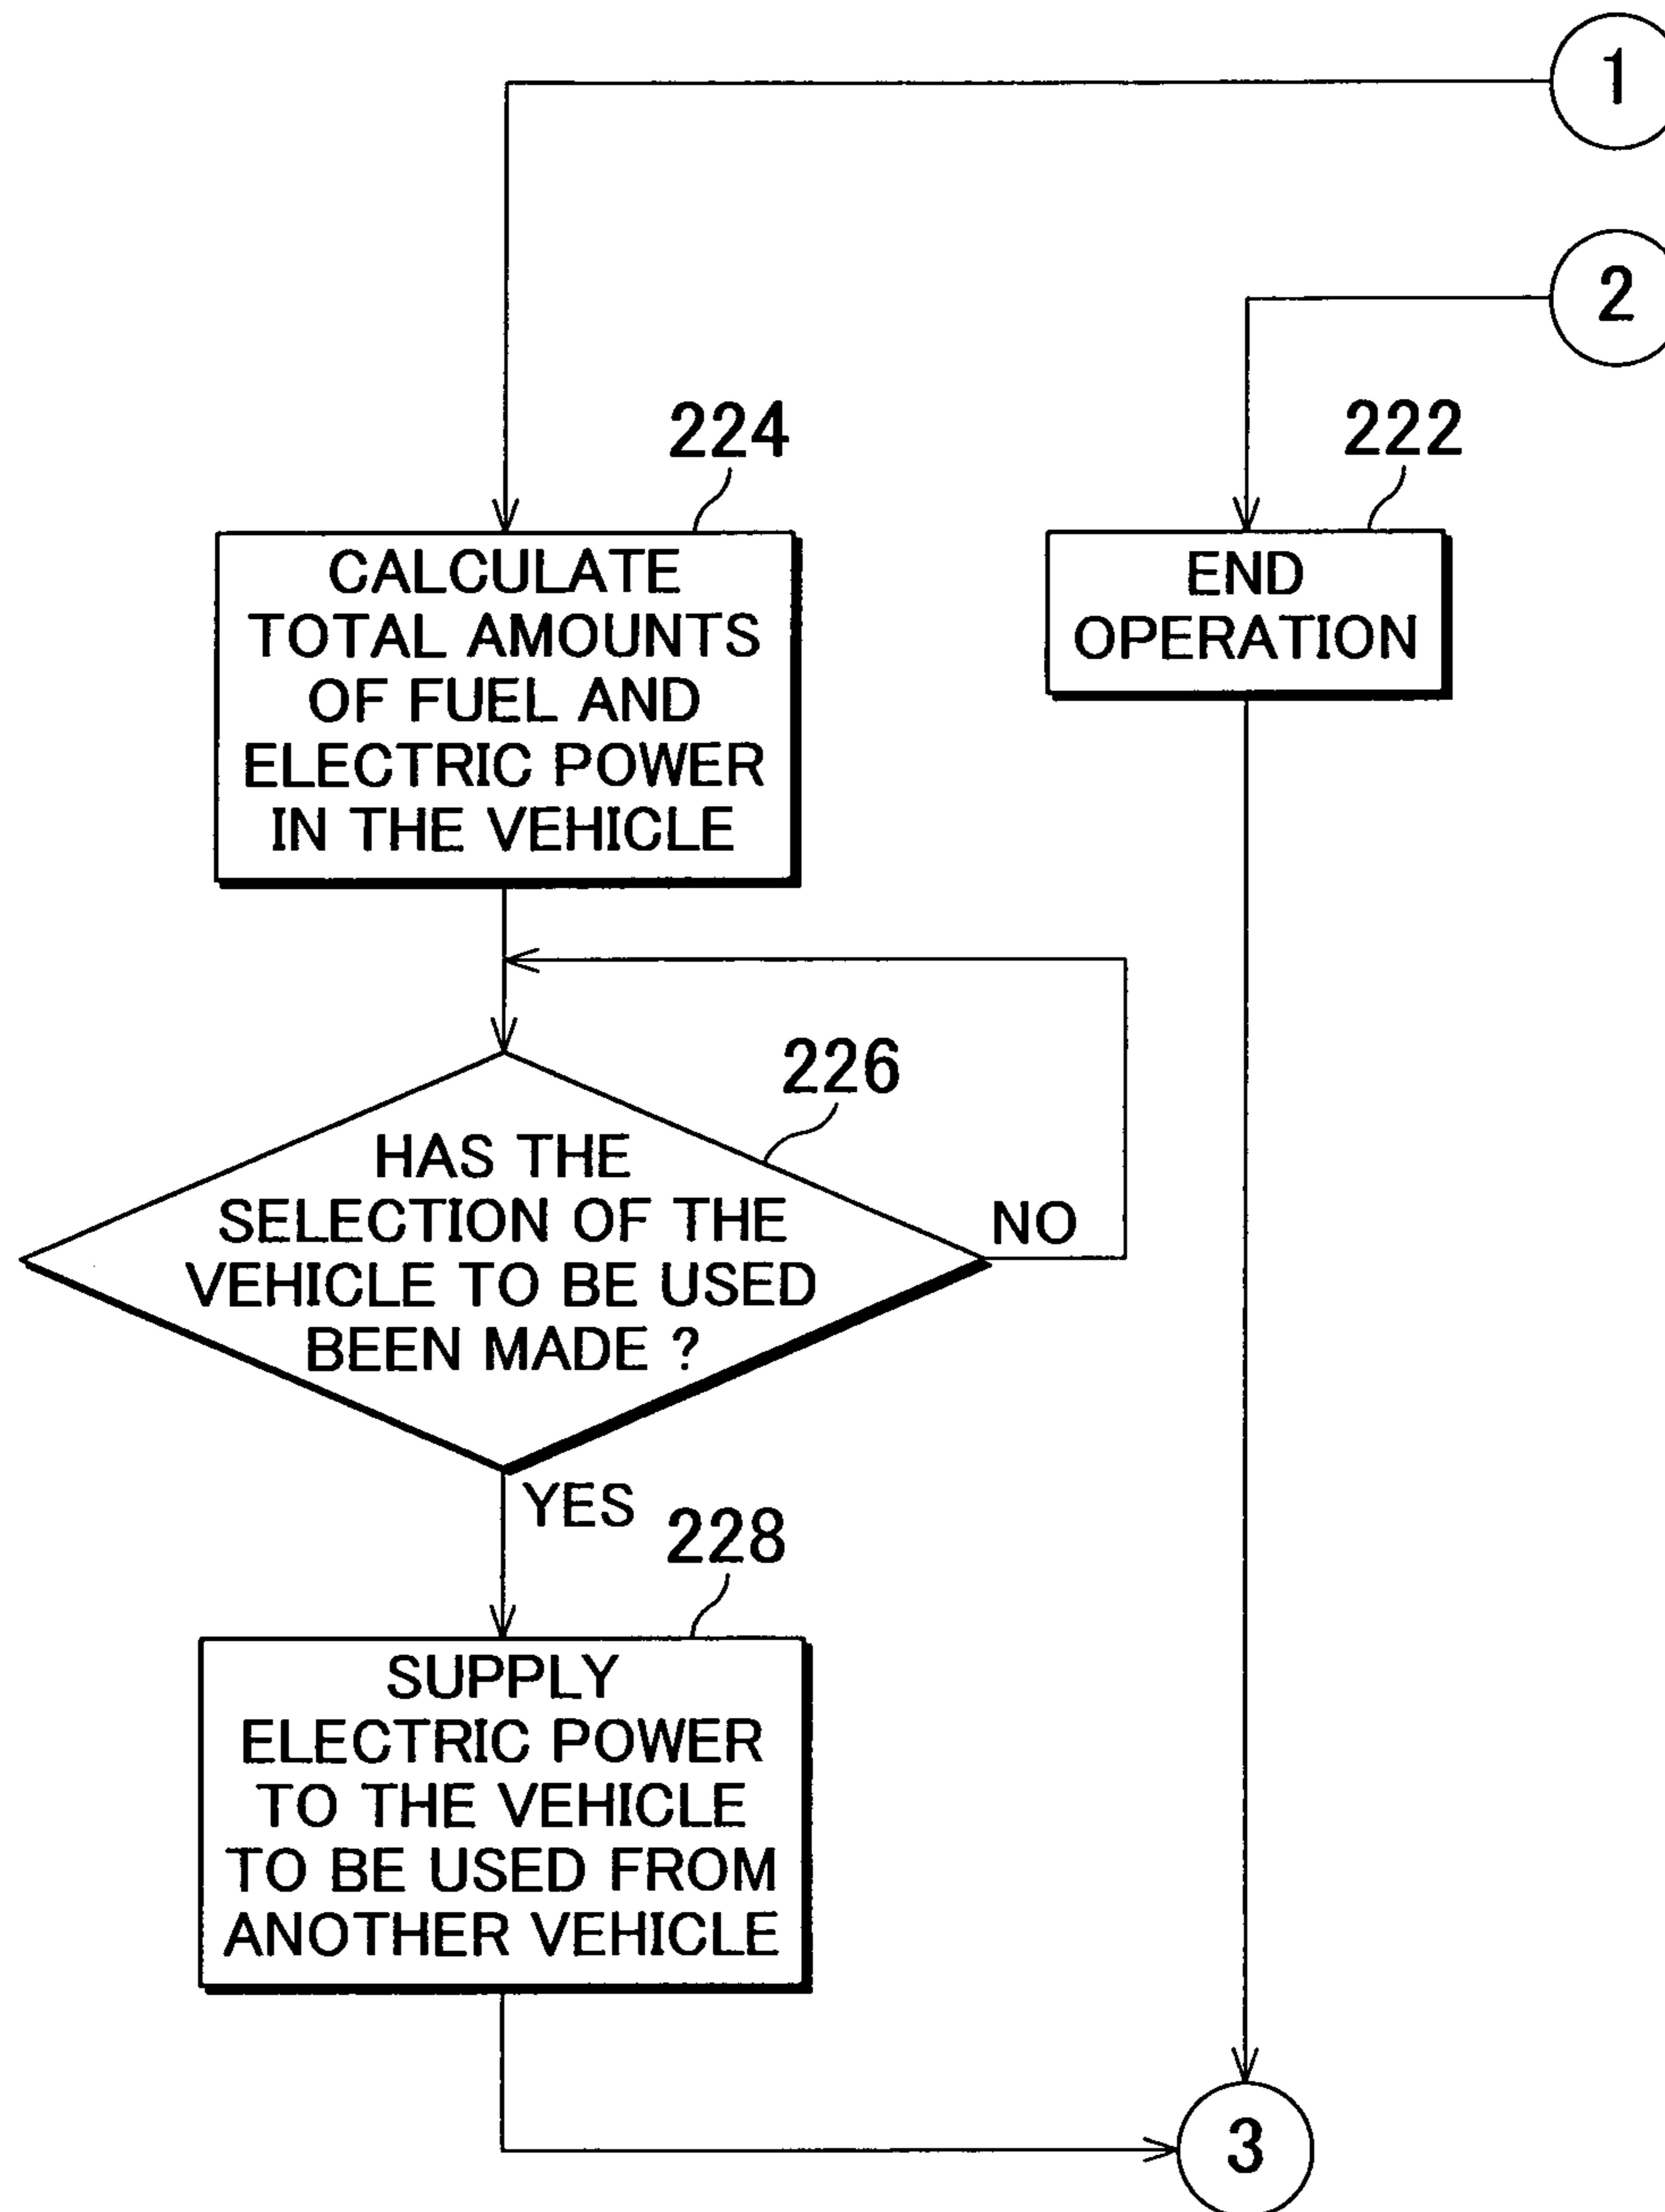 1
2
224
222
CALCULATE
TOTAL AMOUNTS
OF FUEL AND
ELECTRIC POWER
IN THE VEHICLE
END
OPERATION
226
HAS THE
SELECTION OF THE
VEHICLE TO BE USED
BEEN MADE ?
NO
YES
228
SUPPLY
ELECTRIC POWER
TO THE VEHICLE
TO BE USED FROM
ANOTHER VEHICLE
3